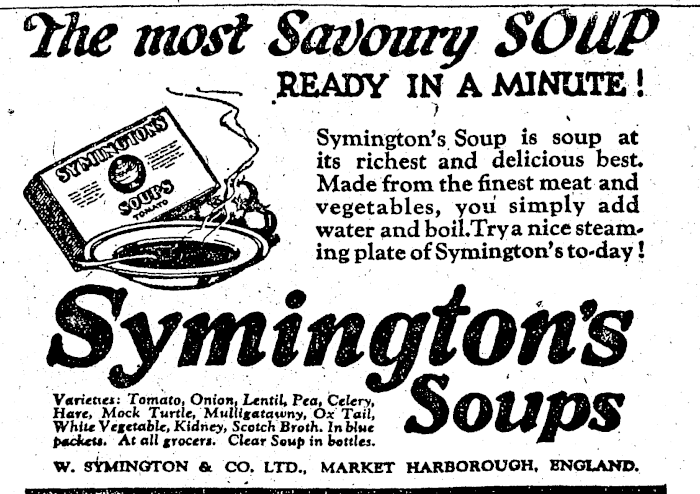 The most Savoury SOUP
READY IN A MINUTE!
SYMINGTON'S
SOUPS
TOMATO
Symington's Soup is soup at
its richest and delicious best.
Made from the finest meat and
vegetables, you simply add
water and boil. Try a nice steam-
ing plate of Symington's to-day!
Symington's
Soups
Varieties: Tomato, Onion, Lentil, Pea, Celery,
Hare, Mock Turtle, Mulligatawny, Ox Tail,
White Vegetable, Kidney, Scotch Broth. In blue
packets. At all grocers. Clear Soup in bottles.
W. SYMINGTON & CO. LTD., MARKET HARBOROUGH, ENGLAND.